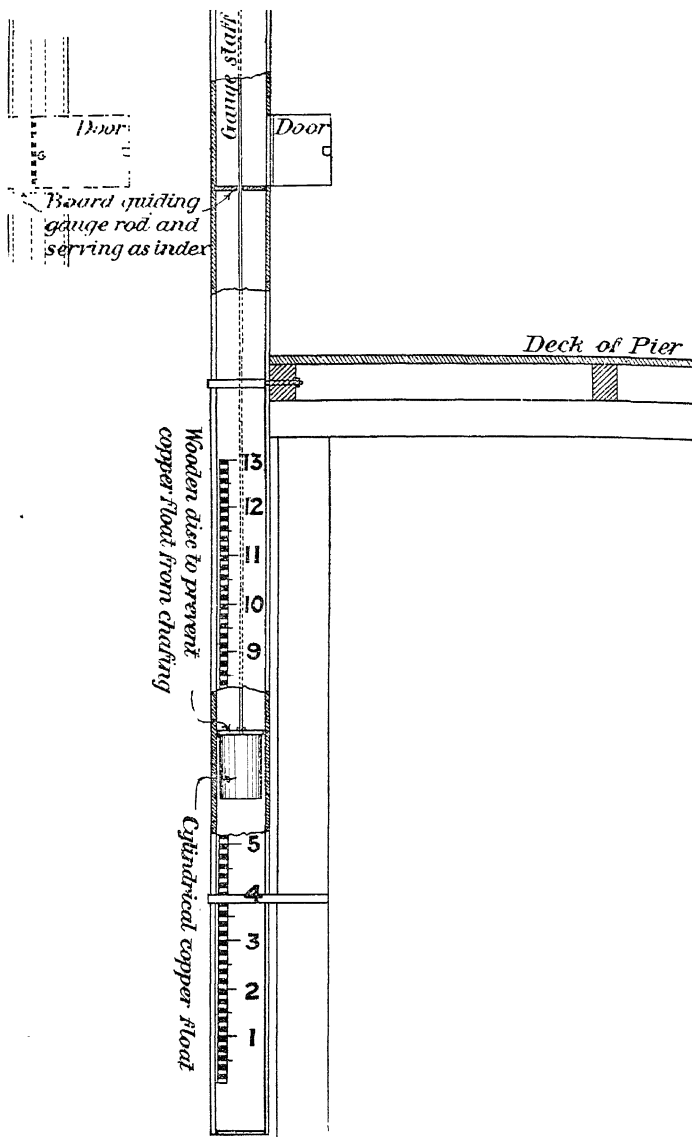 Gauge staff
Door
Door
Board guiding
gauge rod and
serving as index
Deck of Pier
Wooden disc to prevent
copper float from chafing
13
12
11
10
9
Cylindrical copper float
5
4
3
2
1